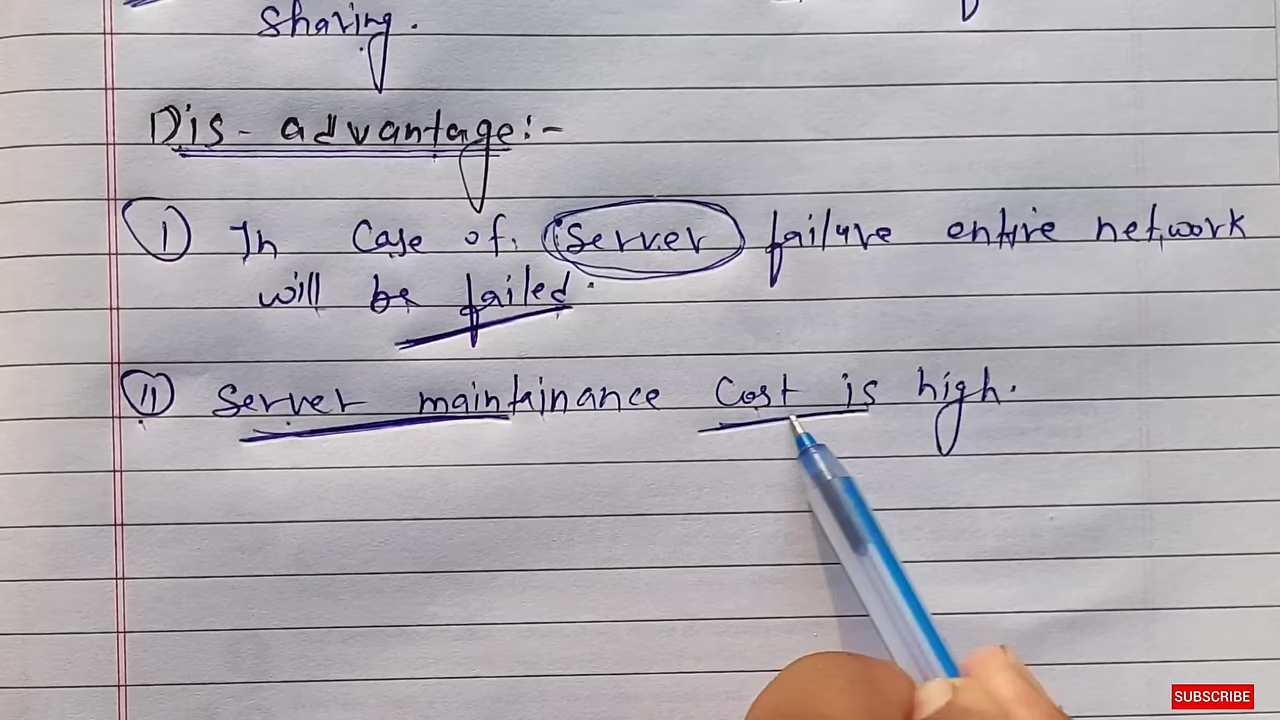 Sharing.
Dis-advantage:-
(i) In Case of Server failure entire network
will be failed.
(ii) Server maintainance Cost is high.
SUBSCRIBE